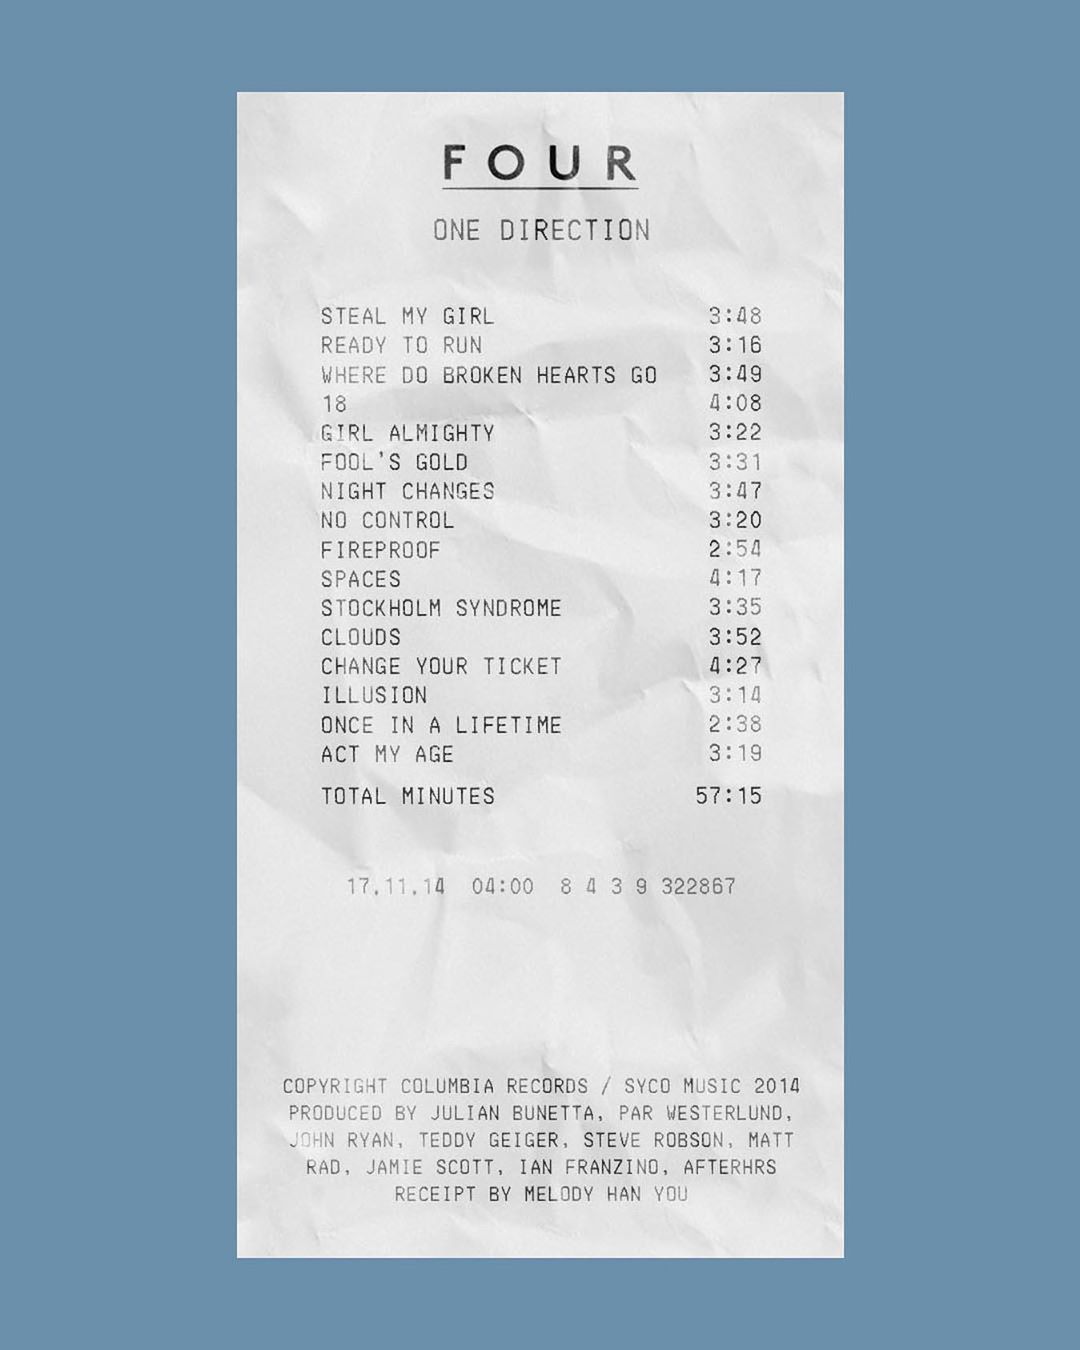 FOUR
ONE DIRECTION
STEAL MY GIRL 3:48
READY TO RUN 3:16
WHERE DO BROKEN HEARTS GO 3:49
18 4:08
GIRL ALMIGHTY 3:22
FOOL'S GOLD 3:31
NIGHT CHANGES 3:47
NO CONTROL 3:20
FIREPROOF 2:54
SPACES 4:17
STOCKHOLM SYNDROME 3:35
CLOUDS 3:52
CHANGE YOUR TICKET 4:27
ILLUSION 3:14
ONCE IN A LIFETIME 2:38
ACT MY AGE 3:19
TOTAL MINUTES 57:15
17.11.14 04:00 8 4 3 9 322867
COPYRIGHT COLUMBIA RECORDS / SYCO MUSIC 2014
PRODUCED BY JULIAN BUNETTA, PAR WESTERLUND,
JOHN RYAN, TEDDY GEIGER, STEVE ROBSON, MATT
RAD, JAMIE SCOTT, IAN FRANZINO, AFTERHRS
RECEIPT BY MELODY HAN YOU